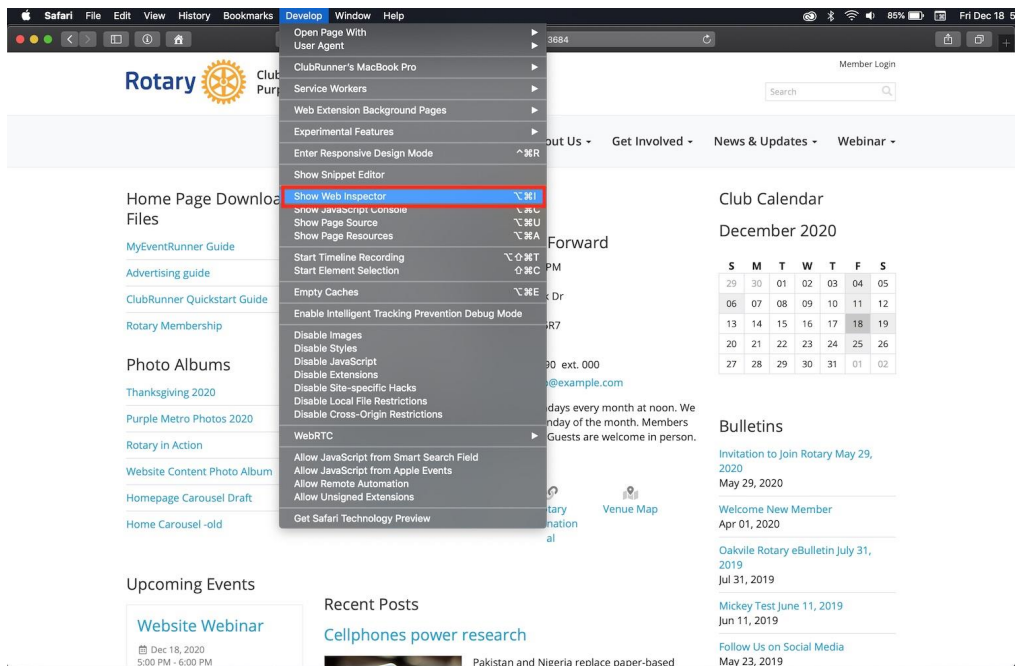 Safari File Edit View History Bookmarks Develop Window Help 85% Fri Dec 18 5
3684
Open Page With
User Agent
ClubRunner's MacBook Pro
Service Workers
Web Extension Background Pages
Experimental Features
Enter Responsive Design Mode ^⌘R
Show Snippet Editor
Show Web Inspector ⌥⌘I
Show JavaScript Console ⌥⌘C
Show Page Source ⌥⌘U
Show Page Resources ⌥⌘A
Start Timeline Recording ⌥⇧⌘T
Start Element Selection ⇧⌘C
Empty Caches ⌥⌘E
Enable Intelligent Tracking Prevention Debug Mode
Disable Images
Disable Styles
Disable JavaScript
Disable Extensions
Disable Site-specific Hacks
Disable Local File Restrictions
Disable Cross-Origin Restrictions
WebRTC
Allow JavaScript from Smart Search Field
Allow JavaScript from Apple Events
Allow Remote Automation
Allow Unsigned Extensions
Get Safari Technology Preview
Member Login
Rotary
Club
Purp
Search
out Us Get Involved News & Updates Webinar
Home Page Downloa
Files
MyEventRunner Guide
Advertising guide
ClubRunner Quickstart Guide
Rotary Membership
Photo Albums
Thanksgiving 2020
Purple Metro Photos 2020
Rotary in Action
Website Content Photo Album
Homepage Carousel Draft
Home Carousel -old
Upcoming Events
Website Webinar
Dec 18, 2020
5:00 PM - 6:00 PM
Forward
PM
Dr
R7
90 ext. 000
@example.com
days every month at noon. We
nday of the month. Members
Guests are welcome in person.
tary
nation
al
Venue Map
Recent Posts
Cellphones power research
Pakistan and Nigeria replace paper-based
Club Calendar
December 2020
S M T W T F S
29 30 01 02 03 04 05
06 07 08 09 10 11 12
13 14 15 16 17 18 19
20 21 22 23 24 25 26
27 28 29 30 31 01 02
Bulletins
Invitation to Join Rotary May 29,
2020
May 29, 2020
Welcome New Member
Apr 01, 2020
Oakvile Rotary eBulletin July 31,
2019
Jul 31, 2019
Mickey Test June 11, 2019
Jun 11, 2019
Follow Us on Social Media
May 23, 2019